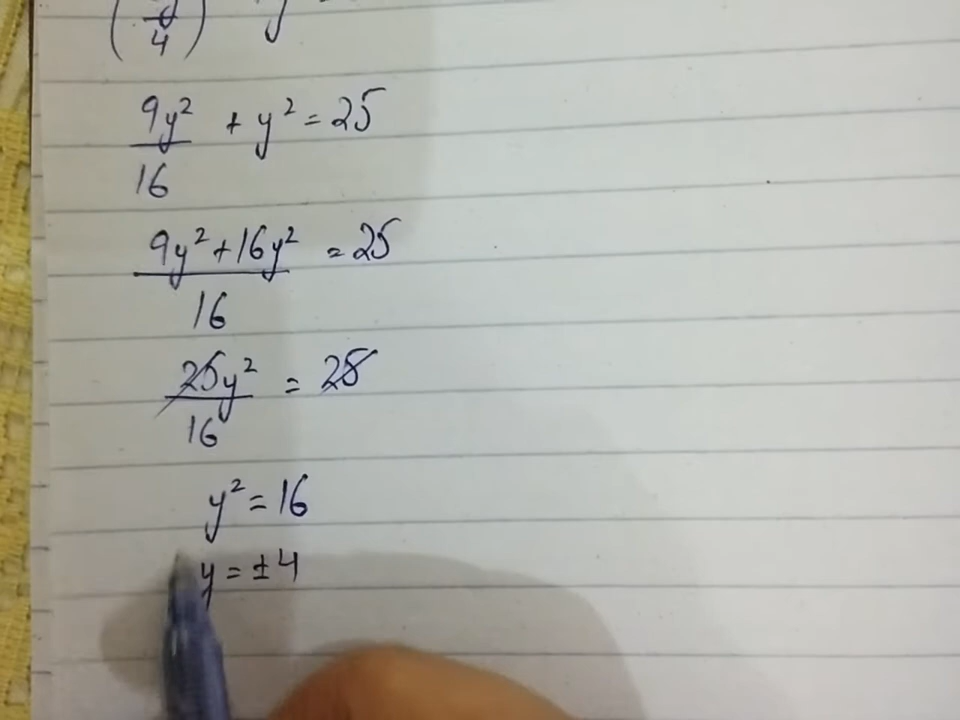 9y²/16 + y² = 25
(9y² + 16y²)/16 = 25
25y²/16 = 25
y² = 16
y = ±4